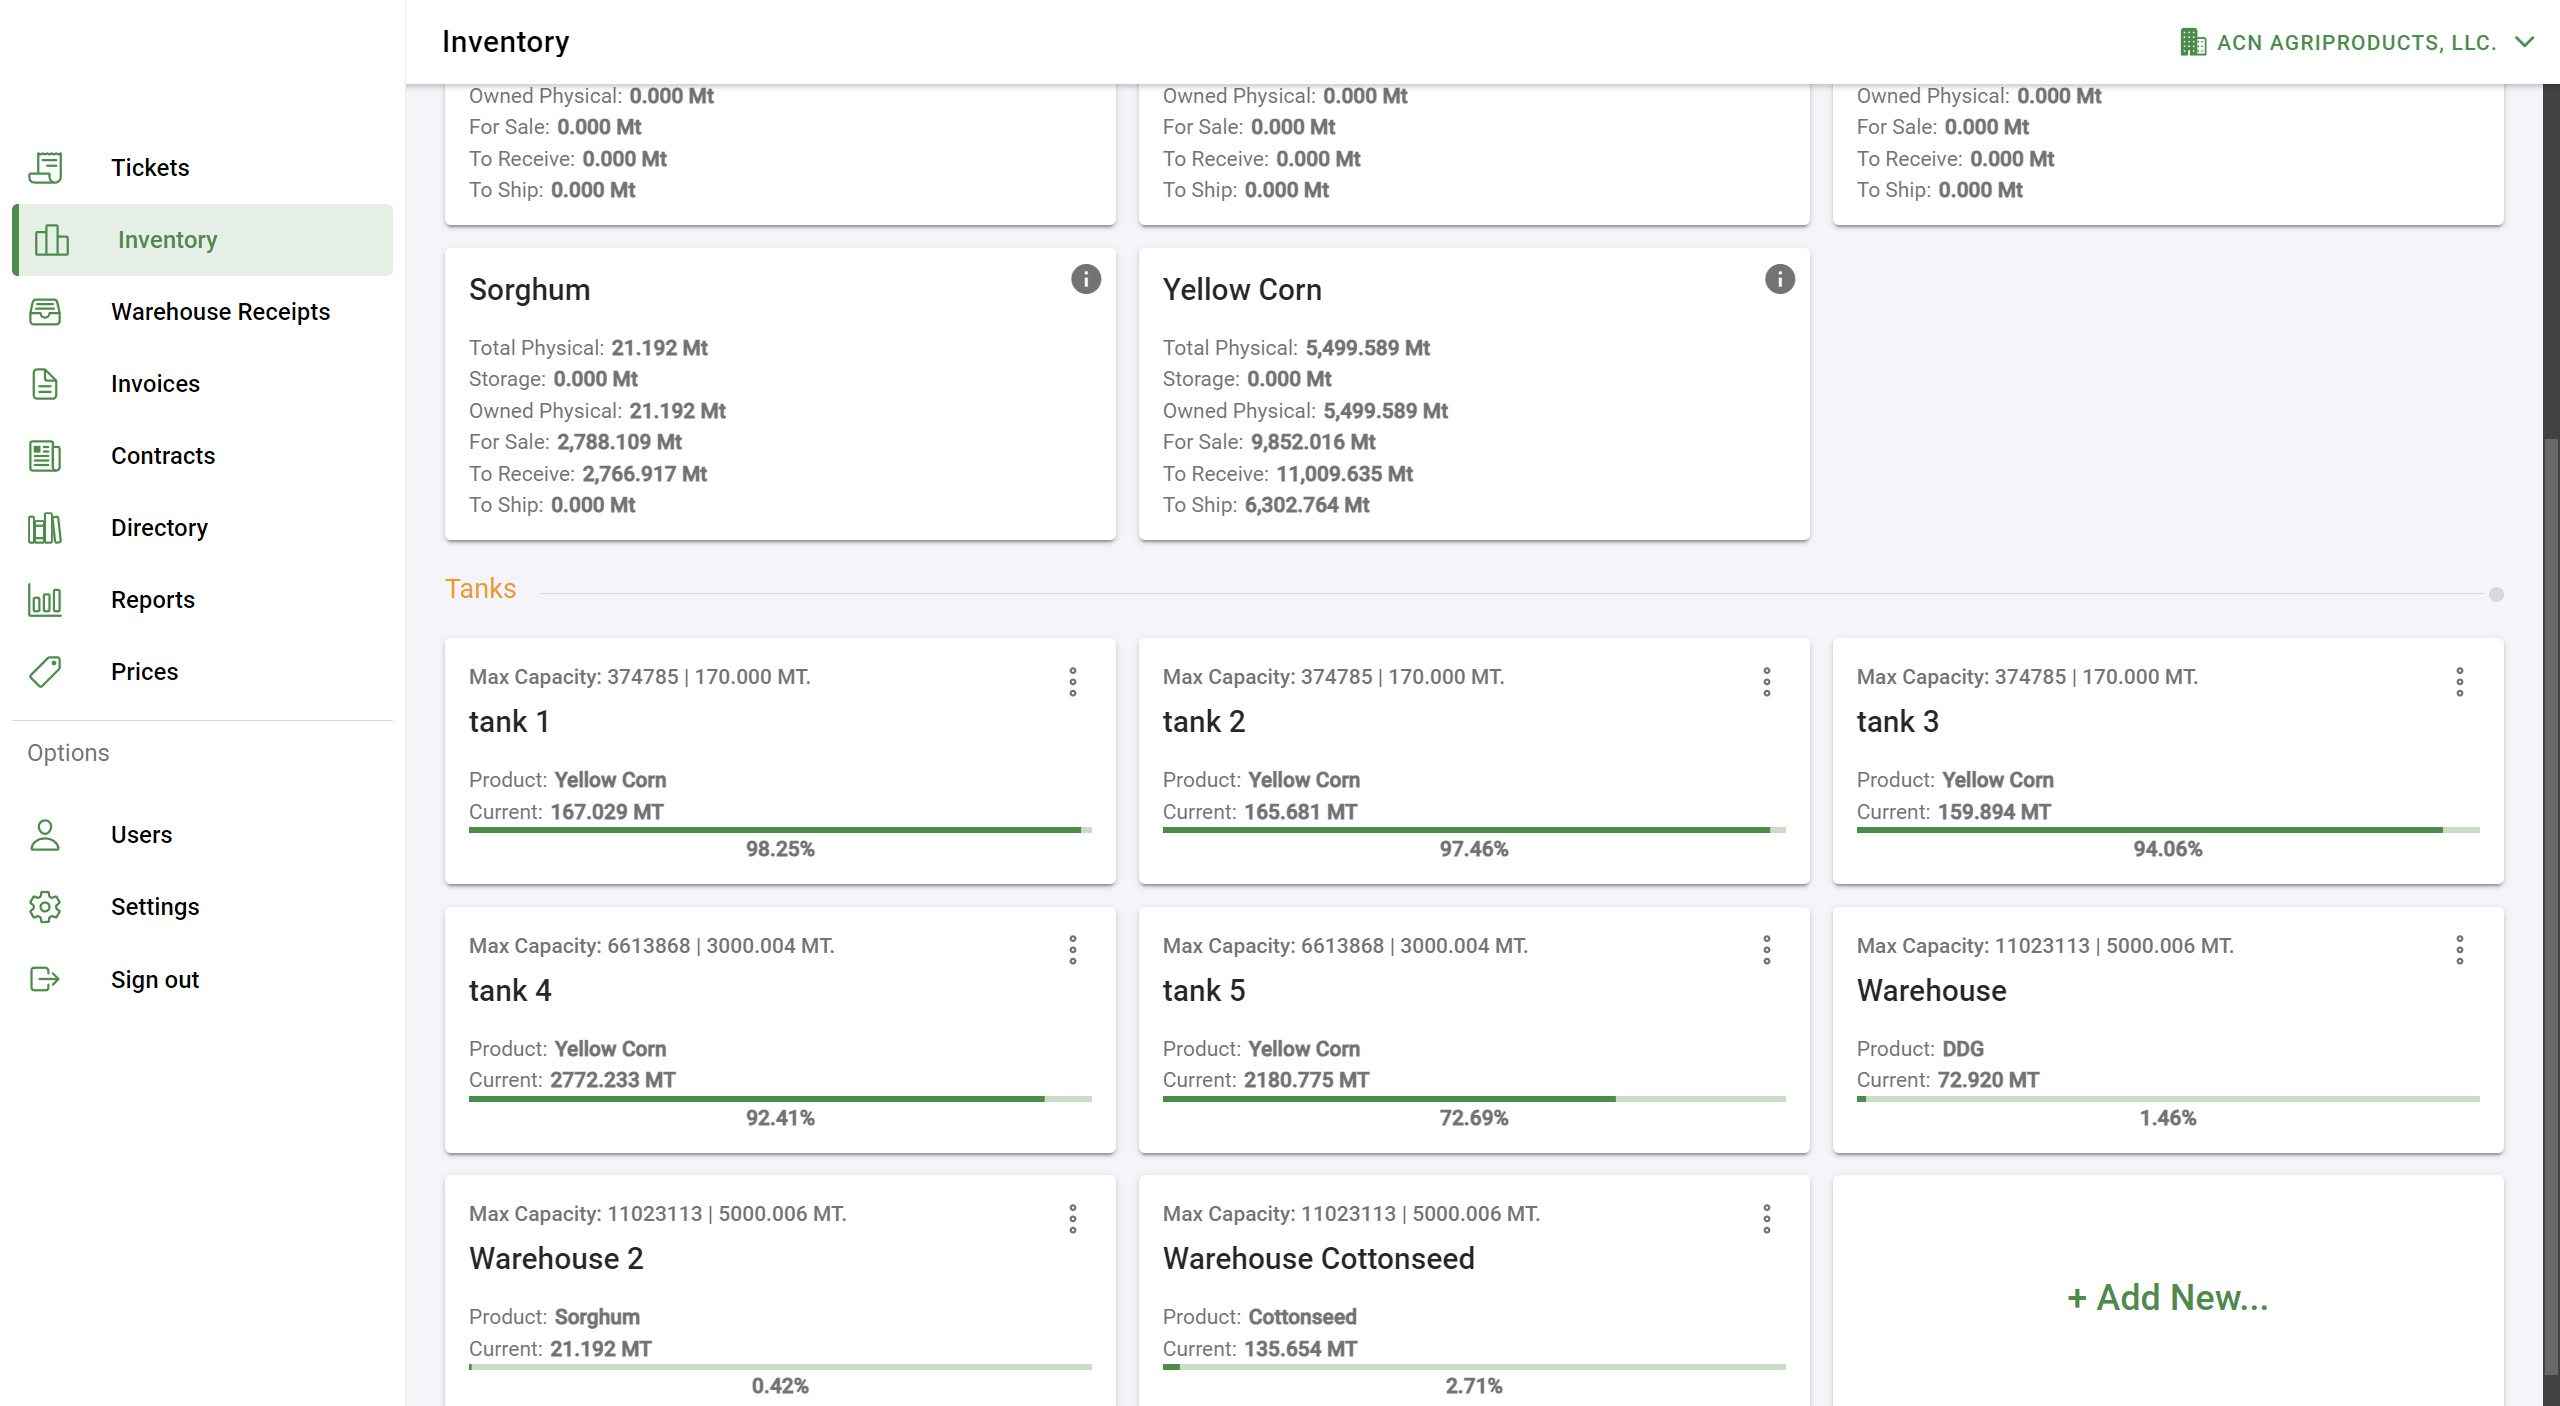 Inventory
ACN AGRIPRODUCTS, LLC.
Tickets
Inventory
Warehouse Receipts
Invoices
Contracts
Directory
Reports
Prices
Options
Users
Settings
Sign out
Owned Physical: 0.000 Mt
For Sale: 0.000 Mt
To Receive: 0.000 Mt
To Ship: 0.000 Mt
Owned Physical: 0.000 Mt
For Sale: 0.000 Mt
To Receive: 0.000 Mt
To Ship: 0.000 Mt
Owned Physical: 0.000 Mt
For Sale: 0.000 Mt
To Receive: 0.000 Mt
To Ship: 0.000 Mt
Sorghum
Total Physical: 21.192 Mt
Storage: 0.000 Mt
Owned Physical: 21.192 Mt
For Sale: 2,788.109 Mt
To Receive: 2,766.917 Mt
To Ship: 0.000 Mt
Yellow Corn
Total Physical: 5,499.589 Mt
Storage: 0.000 Mt
Owned Physical: 5,499.589 Mt
For Sale: 9,852.016 Mt
To Receive: 11,009.635 Mt
To Ship: 6,302.764 Mt
Tanks
Max Capacity: 374785 | 170.000 MT.
tank 1
Product: Yellow Corn
Current: 167.029 MT
98.25%
Max Capacity: 374785 | 170.000 MT.
tank 2
Product: Yellow Corn
Current: 165.681 MT
97.46%
Max Capacity: 374785 | 170.000 MT.
tank 3
Product: Yellow Corn
Current: 159.894 MT
94.06%
Max Capacity: 6613868 | 3000.004 MT.
tank 4
Product: Yellow Corn
Current: 2772.233 MT
92.41%
Max Capacity: 6613868 | 3000.004 MT.
tank 5
Product: Yellow Corn
Current: 2180.775 MT
72.69%
Max Capacity: 11023113 | 5000.006 MT.
Warehouse
Product: DDG
Current: 72.920 MT
1.46%
Max Capacity: 11023113 | 5000.006 MT.
Warehouse 2
Product: Sorghum
Current: 21.192 MT
0.42%
Max Capacity: 11023113 | 5000.006 MT.
Warehouse Cottonseed
Product: Cottonseed
Current: 135.654 MT
2.71%
+ Add New...